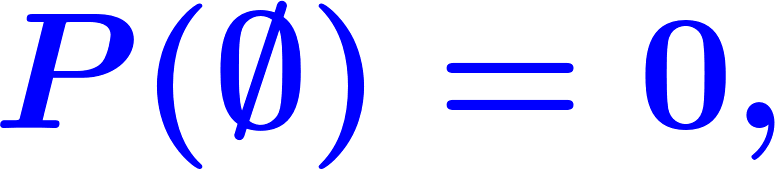 P(∅) = 0,